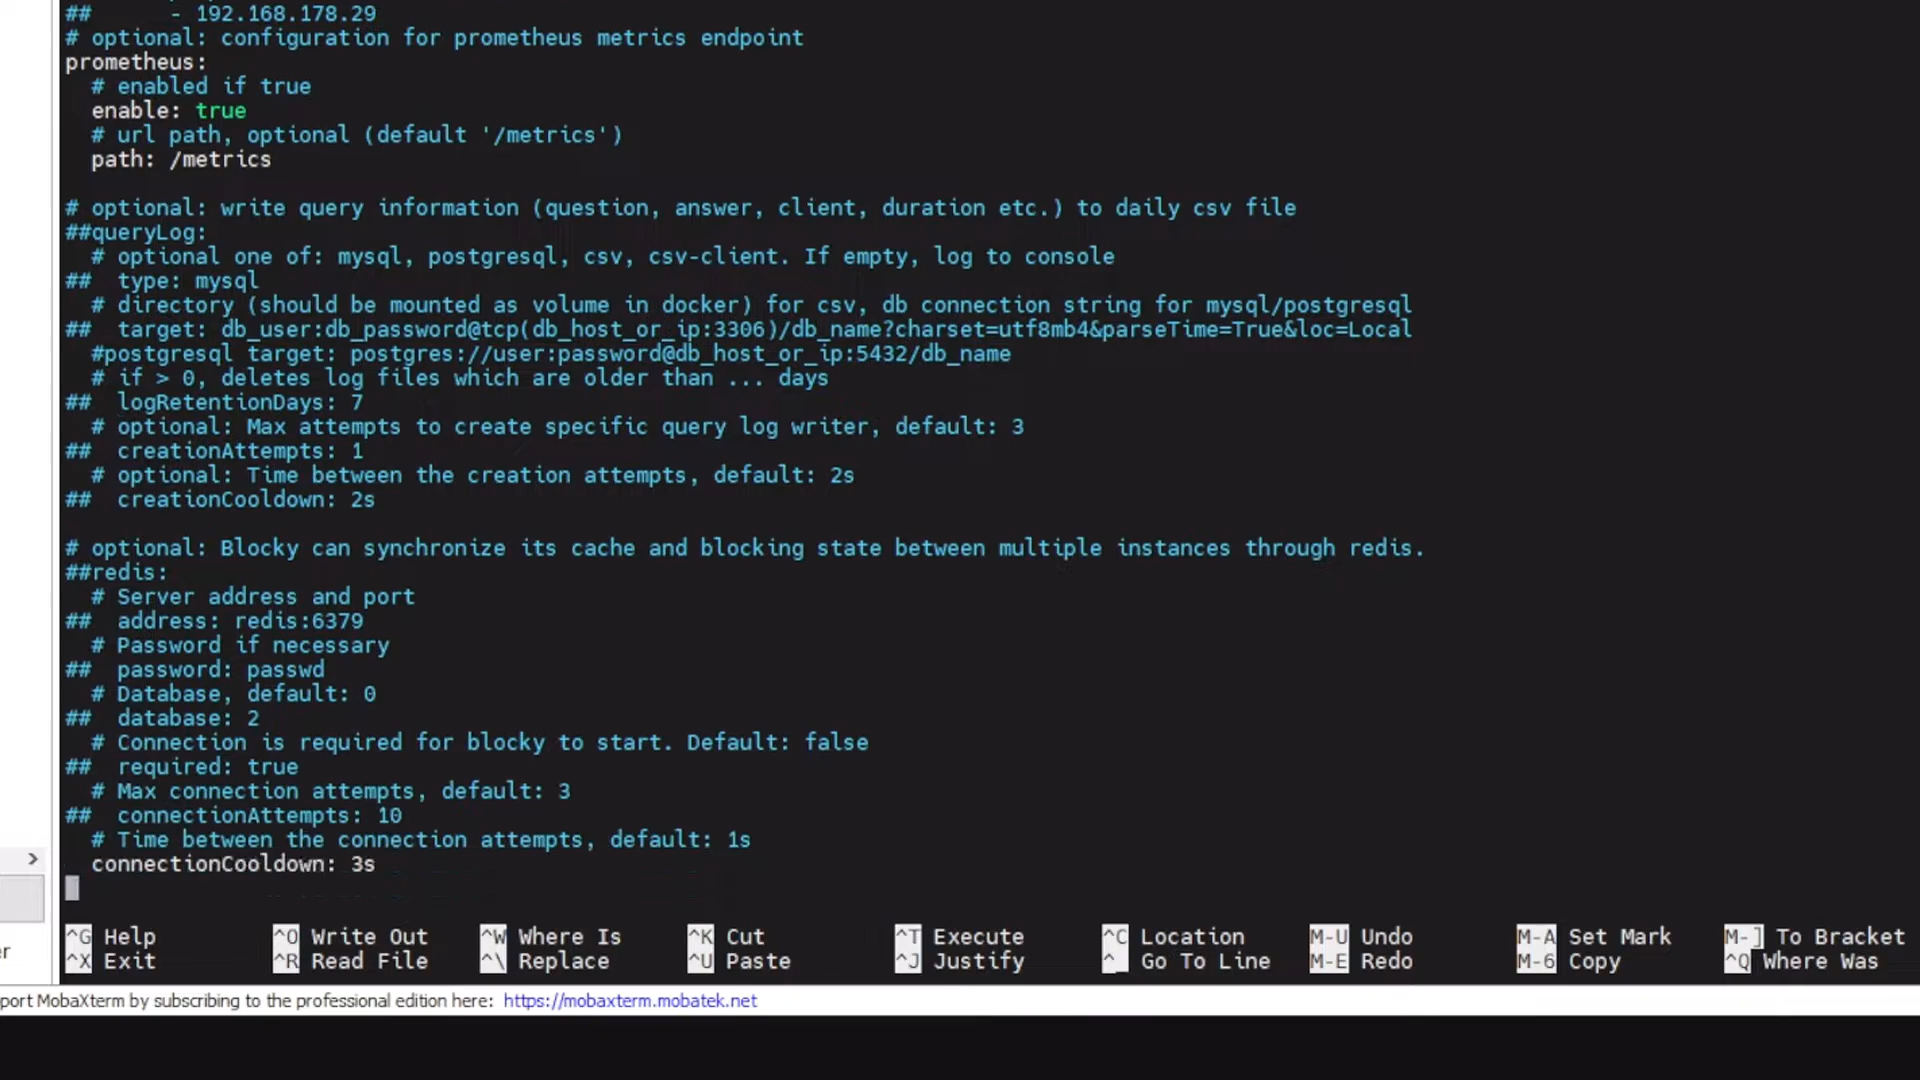 ##      - 192.168.178.29
# optional: configuration for prometheus metrics endpoint
prometheus:
  # enabled if true
  enable: true
  # url path, optional (default '/metrics')
  path: /metrics

# optional: write query information (question, answer, client, duration etc.) to daily csv file
##queryLog:
  # optional one of: mysql, postgresql, csv, csv-client. If empty, log to console
##  type: mysql
  # directory (should be mounted as volume in docker) for csv, db connection string for mysql/postgresql
##  target: db_user:db_password@tcp(db_host_or_ip:3306)/db_name?charset=utf8mb4&parseTime=True&loc=Local
  #postgresql target: postgres://user:password@db_host_or_ip:5432/db_name
  # if > 0, deletes log files which are older than ... days
##  logRetentionDays: 7
  # optional: Max attempts to create specific query log writer, default: 3
##  creationAttempts: 1
  # optional: Time between the creation attempts, default: 2s
##  creationCooldown: 2s

# optional: Blocky can synchronize its cache and blocking state between multiple instances through redis.
##redis:
  # Server address and port
##  address: redis:6379
  # Password if necessary
##  password: passwd
  # Database, default: 0
##  database: 2
  # Connection is required for blocky to start. Default: false
##  required: true
  # Max connection attempts, default: 3
##  connectionAttempts: 10
  # Time between the connection attempts, default: 1s
  connectionCooldown: 3s
^G Help ^O Write Out ^W Where Is ^K Cut ^T Execute ^C Location M-U Undo M-A Set Mark M-] To Bracket
^X Exit ^R Read File ^\ Replace ^U Paste ^J Justify ^_ Go To Line M-E Redo M-6 Copy ^Q Where Was
er
port MobaXterm by subscribing to the professional edition here: https://mobaxterm.mobatek.net